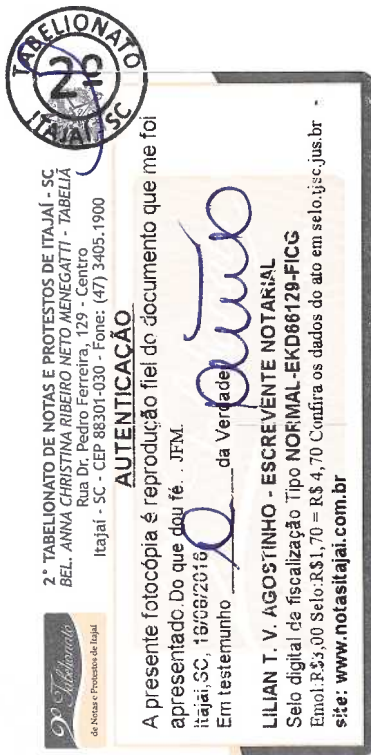 TABELIONATO
2º
ITAJAÍ - SC
2º Tabelionato
de Notas e Protestos de Itajaí
2° TABELIONATO DE NOTAS E PROTESTOS DE ITAJAÍ - SC
BEL. ANNA CHRISTINA RIBEIRO NETO MENEGATTI - TABELIÃ
Rua Dr. Pedro Ferreira, 129 - Centro
Itajaí - SC - CEP 88301-030 - Fone: (47) 3405.1900
AUTENTICAÇÃO
A presente fotocópia é reprodução fiel do documento que me foi
apresentado. Do que dou fé. . JFM.
Itajaí, SC, /2016
Em testemunho da Verdade
LILIAN T. V. AGOSTINHO - ESCREVENTE NOTARIAL
Selo digital de fiscalização Tipo NORMAL-EKD66129-FICG
Emol:R$3,00 Selo:R$1,70 = R$ 4,70 Confira os dados do ato em selo.tjsc.jus.br -
site: www.notasitajai.com.br